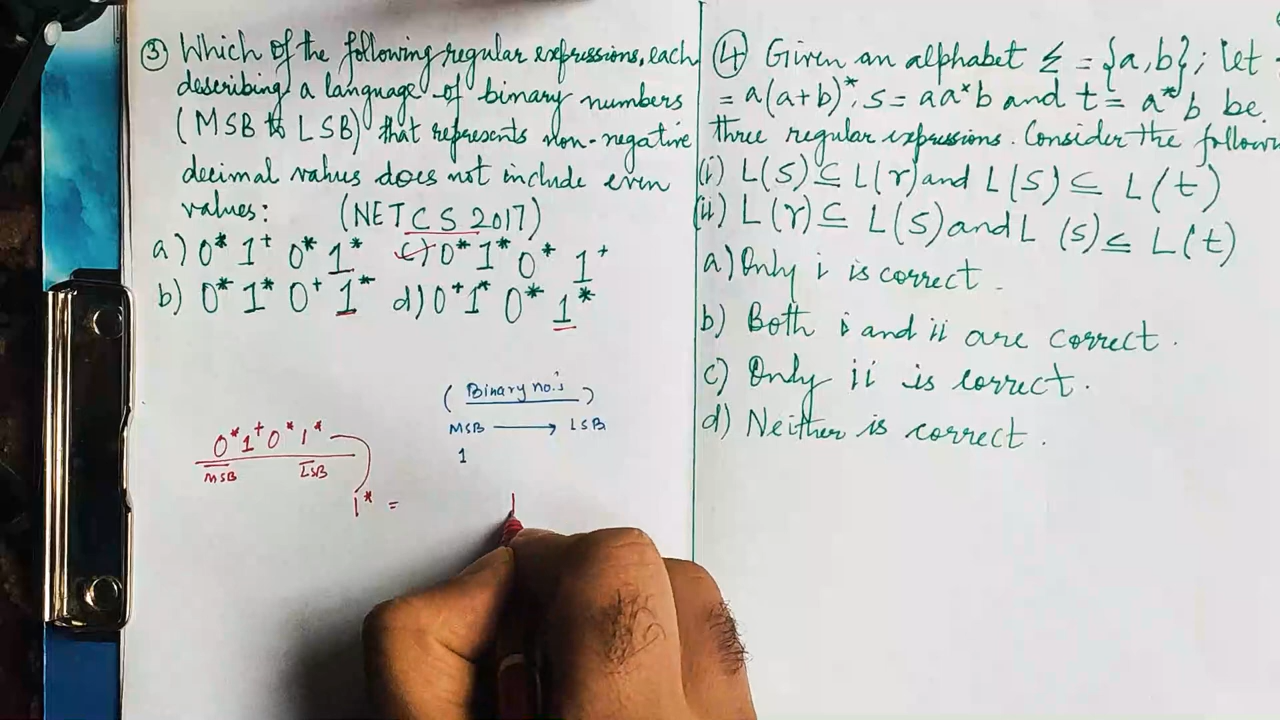 ③ Which of the following regular expressions, each
describing a language of binary numbers
(MSB to LSB) that represents non-negative
decimal values does not include even
values: (NET CS 2017)
a) 0* 1+ 0* 1* c) 0* 1* 0* 1+
b) 0* 1* 0+ 1* d) 0+ 1* 0* 1*
(Binary no.'s)
MSB → LSB
1
0* 1+ 0* 1*
MSB LSB
1* =
1
④ Given an alphabet Σ = {a, b}; let
= a(a+b)*, s = aa*b and t = a*b be
three regular expressions. Consider the
(i) L(s) ⊆ L(r) and L(s) ⊆ L(t)
(ii) L(r) ⊆ L(s) and L(s) ⊆ L(t)
a) Only i is correct.
b) Both i and ii are correct.
c) Only ii is correct.
d) Neither is correct.